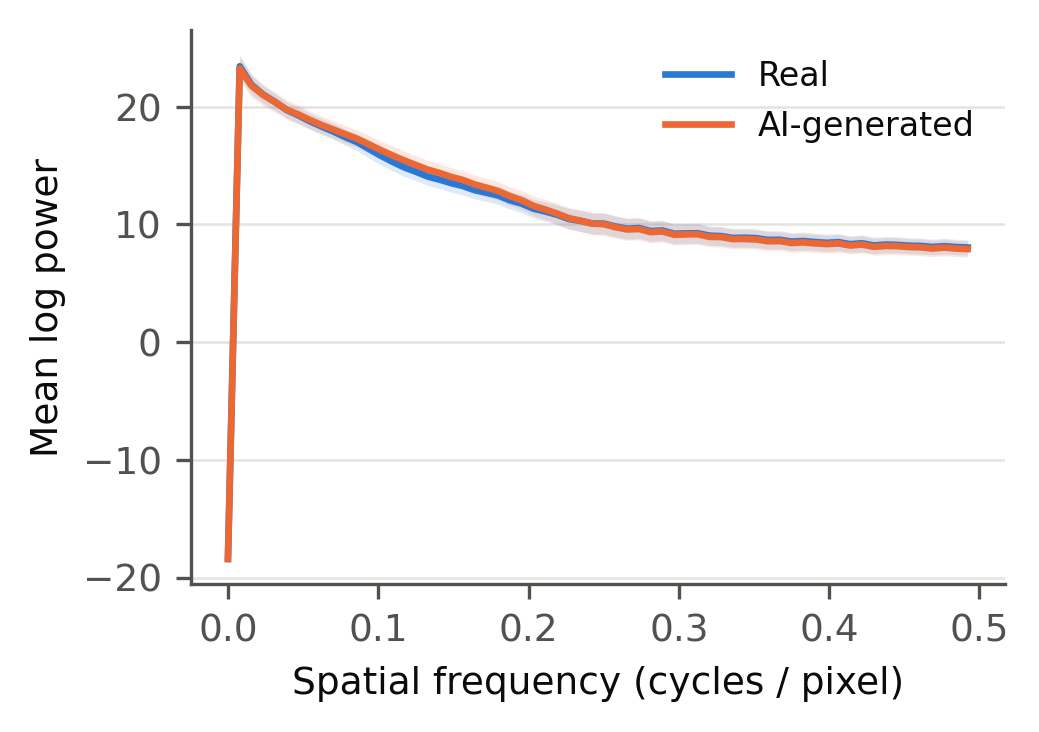 Real
AI-generated
Mean log power
20
10
0
−10
−20
0.0 0.1 0.2 0.3 0.4 0.5
Spatial frequency (cycles / pixel)